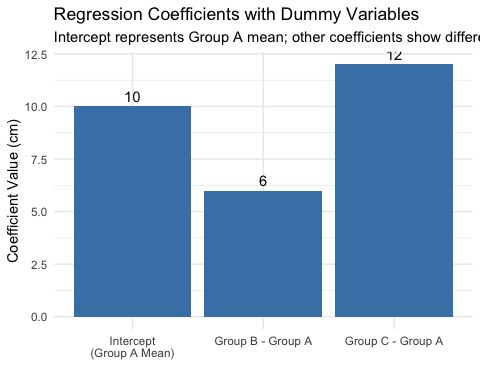 Regression Coefficients with Dummy Variables
Intercept represents Group A mean; other coefficients show differe
12.5
10.0
7.5
5.0
2.5
0.0
Coefficient Value (cm)
10
6
12
Intercept
(Group A Mean)
Group B - Group A
Group C - Group A